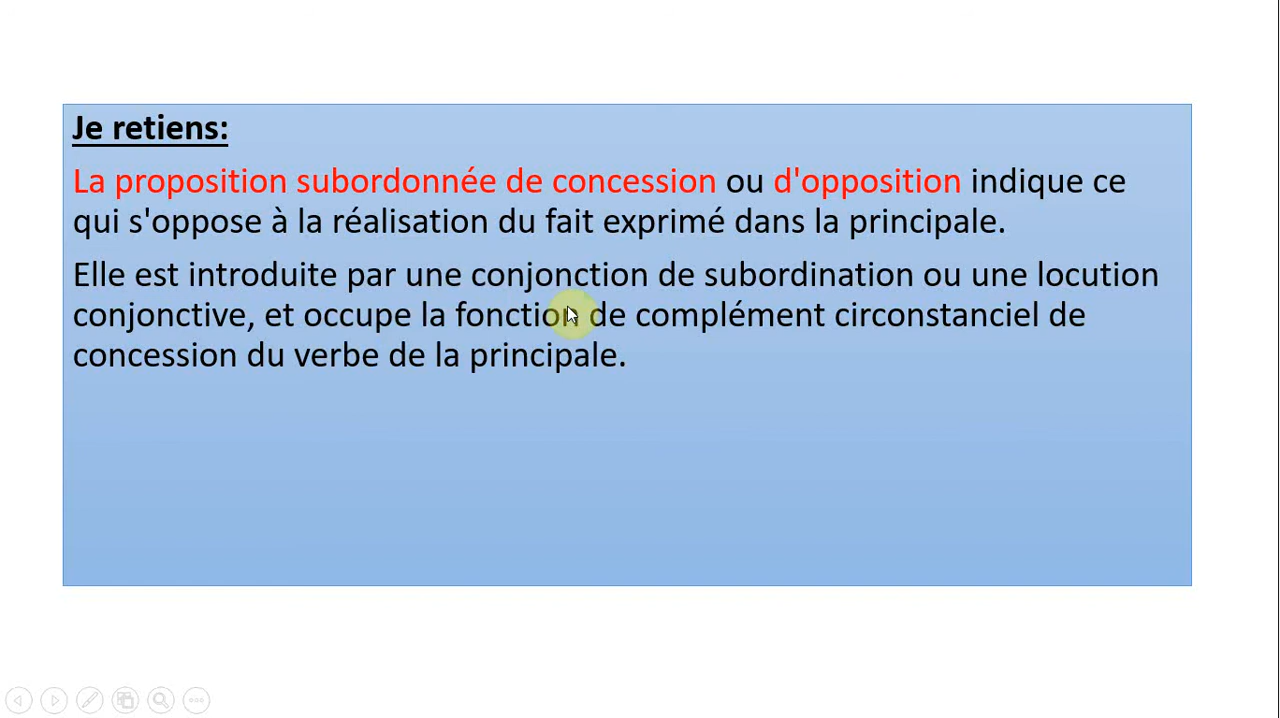 Je retiens:
La proposition subordonnée de concession ou d'opposition indique ce
qui s'oppose à la réalisation du fait exprimé dans la principale.
Elle est introduite par une conjonction de subordination ou une locution
conjonctive, et occupe la fonction de complément circonstanciel de
concession du verbe de la principale.